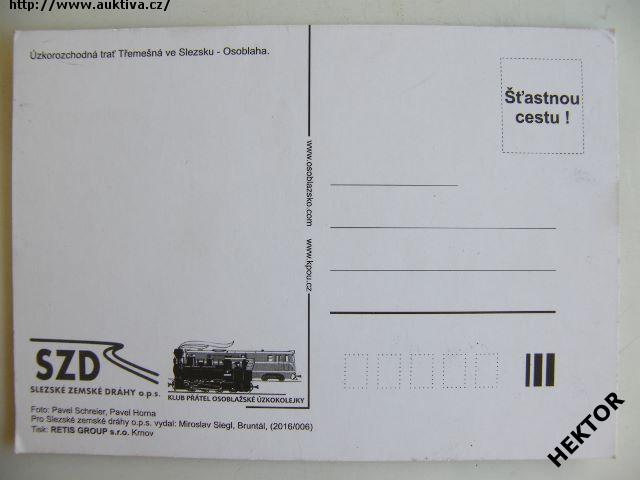 http://www.auktiva.cz/
Úzkorozchodná trať Třemešná ve Slezsku - Osoblaha.
Šťastnou
cestu !
www.osoblazsko.com
www.kpou.cz
SZD
SLEZSKÉ ZEMSKÉ DRÁHY o.p.s.
KLUB PŘÁTEL OSOBLAŽSKÉ ÚZKOKOLEJKY
Foto: Pavel Schreier, Pavel Horna
Pro Slezské zemské dráhy o.p.s. vydal: Miroslav Siegl, Bruntál, (2016/006)
Tisk: RETIS GROUP s.r.o. Krnov
HEKTOR